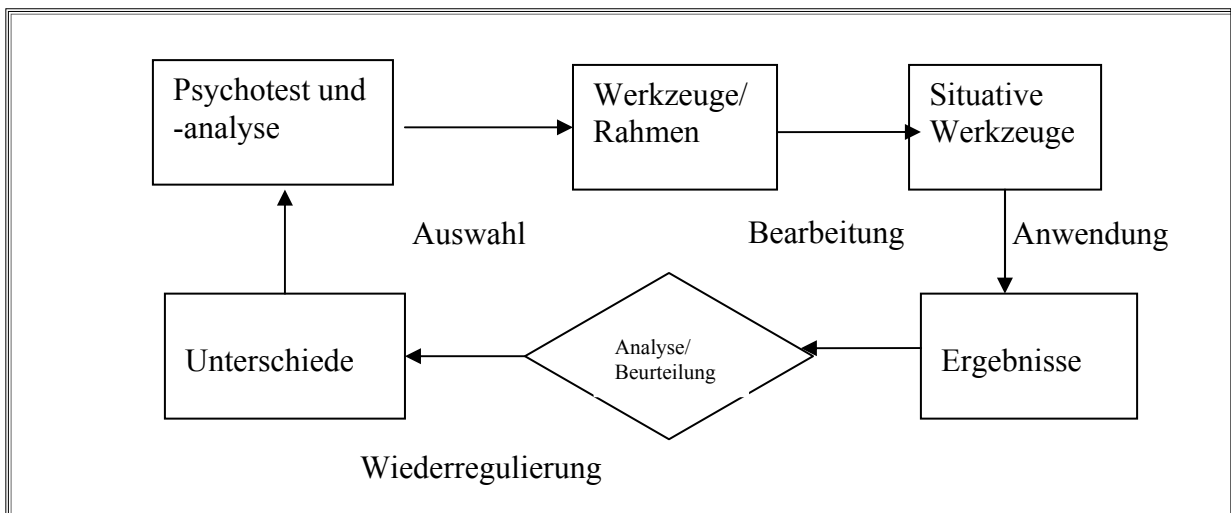 Psychotest und
-analyse
Werkzeuge/
Rahmen
Situative
Werkzeuge
Auswahl
Bearbeitung
Anwendung
Unterschiede
Analyse/
Beurteilung
Ergebnisse
Wiederregulierung